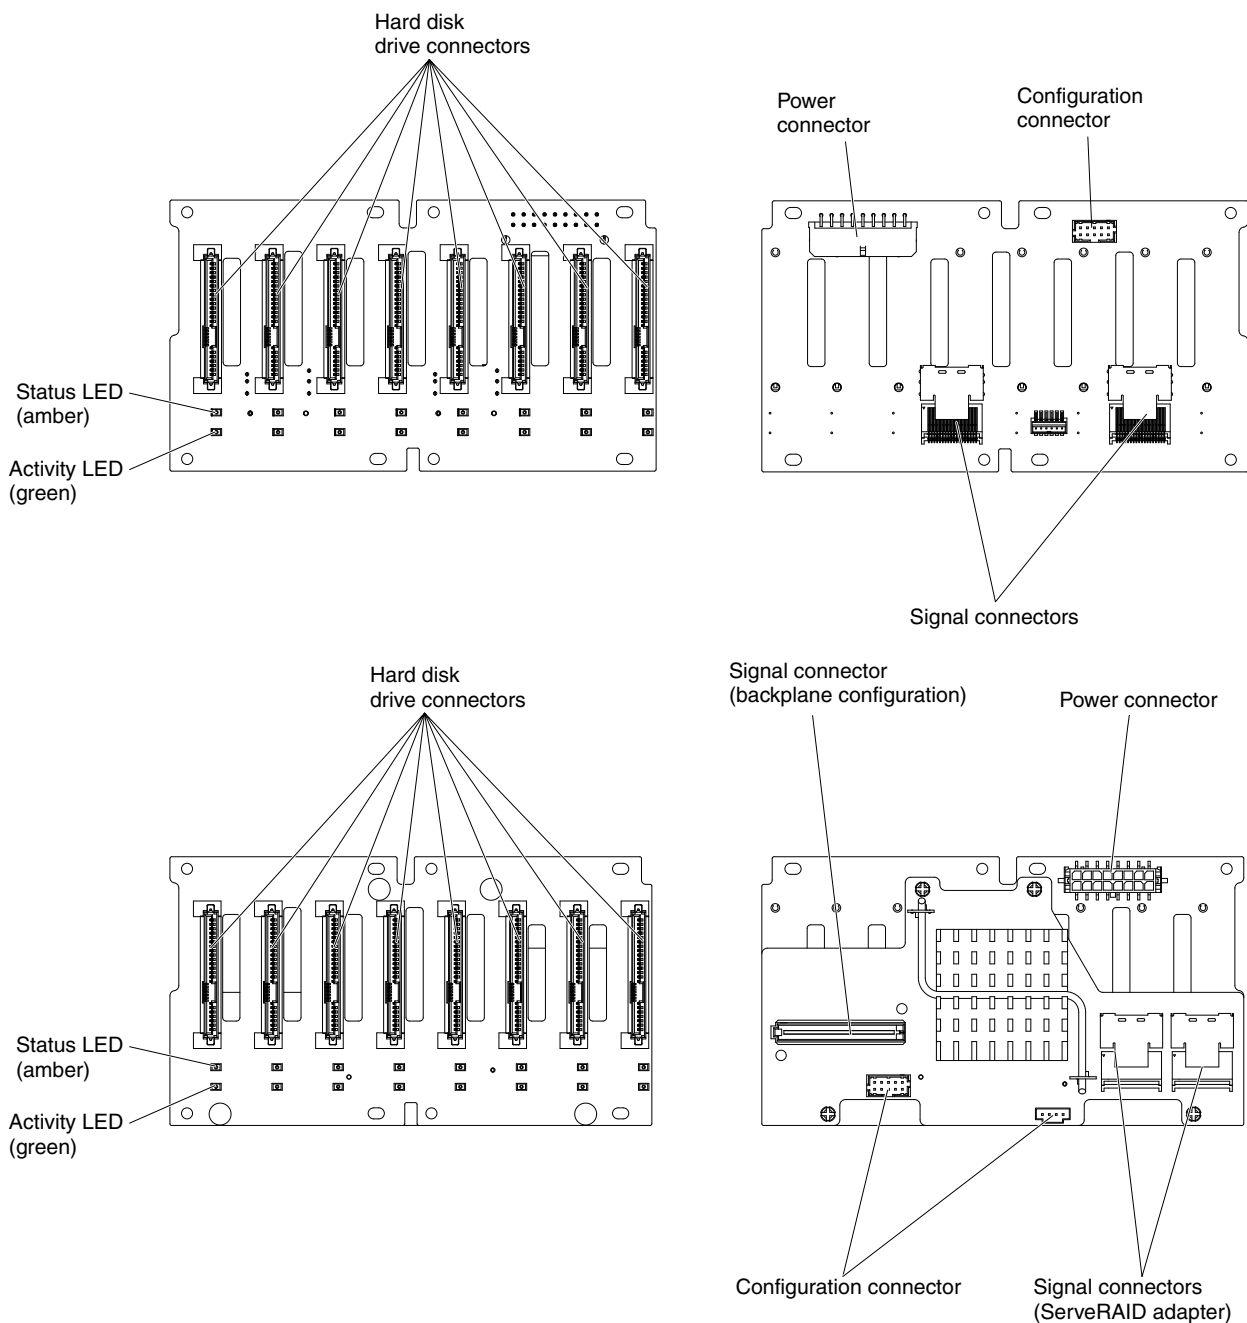 Hard disk
drive connectors
Status LED
(amber)
Activity LED
(green)
Power
connector
Configuration
connector
Signal connectors
Hard disk
drive connectors
Status LED
(amber)
Activity LED
(green)
Signal connector
(backplane configuration)
Power connector
Configuration connector
Signal connectors
(ServeRAID adapter)